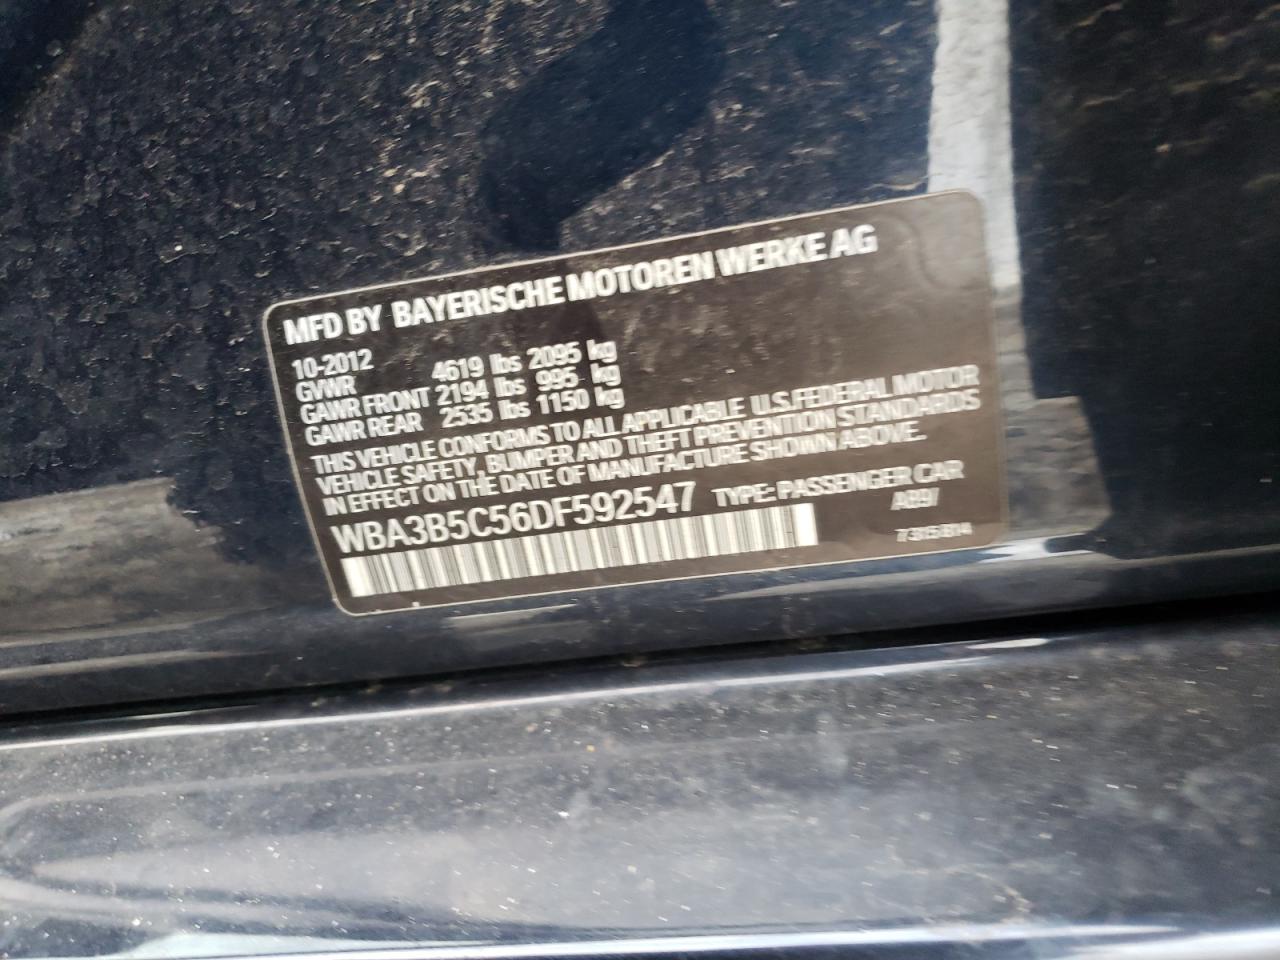 MFD BY BAYERISCHE MOTOREN WERKE AG
10-2012
GVWR 4619 lbs 2095 kg
GAWR FRONT 2194 lbs 995 kg
GAWR REAR 2535 lbs 1150 kg
THIS VEHICLE CONFORMS TO ALL APPLICABLE U.S. FEDERAL MOTOR
VEHICLE SAFETY, BUMPER AND THEFT PREVENTION STANDARDS
IN EFFECT ON THE DATE OF MANUFACTURE SHOWN ABOVE.
WBA3B5C56DF592547 TYPE: PASSENGER CAR